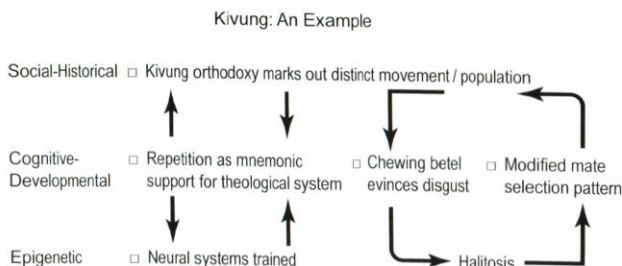 Kivung: An Example
Social-Historical □ Kivung orthodoxy marks out distinct movement / population
Cognitive-
Developmental
□ Repetition as mnemonic
support for theological system
□ Chewing betel
evinces disgust
□ Modified mate
selection pattern
Epigenetic □ Neural systems trained
Halitosis